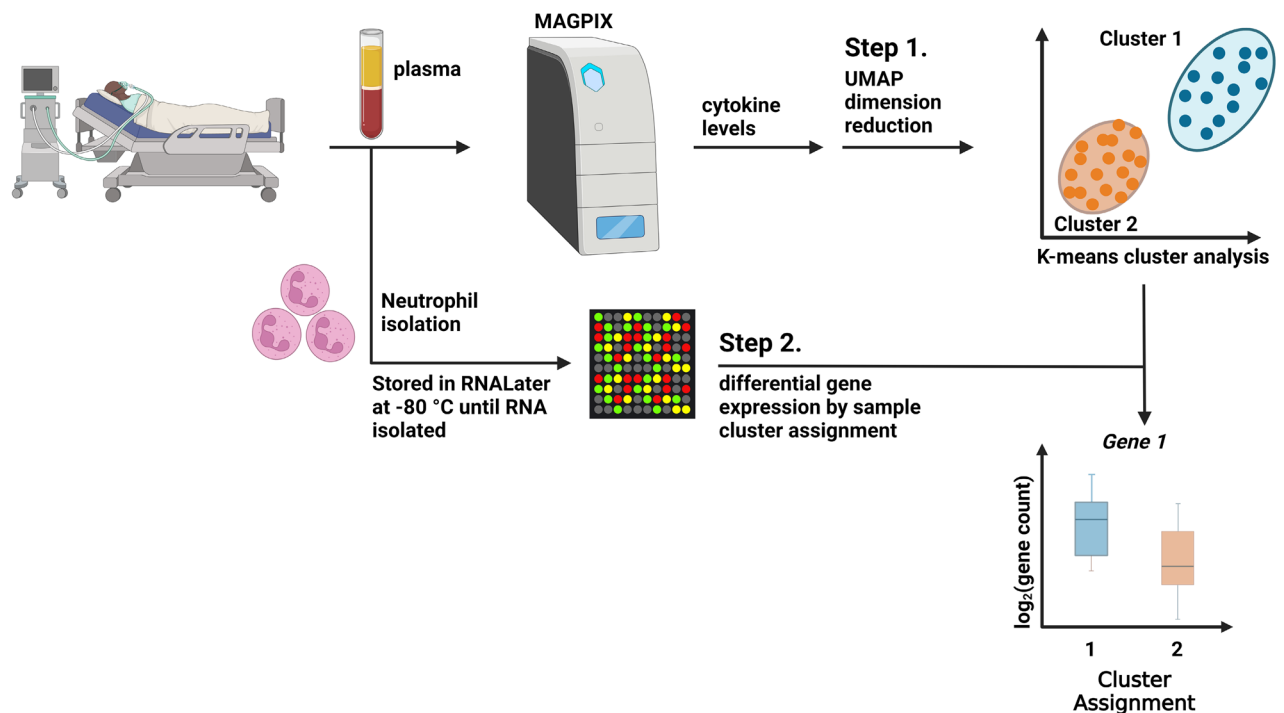 MAGPIX
plasma
cytokine
levels
Step 1.
UMAP
dimension
reduction
Cluster 1
Cluster 2
K-means cluster analysis
Neutrophil
isolation
Stored in RNALater
at -80 °C until RNA
isolated
Step 2.
differential gene
expression by sample
cluster assignment
Gene 1
log₂(gene count)
1 2
Cluster
Assignment